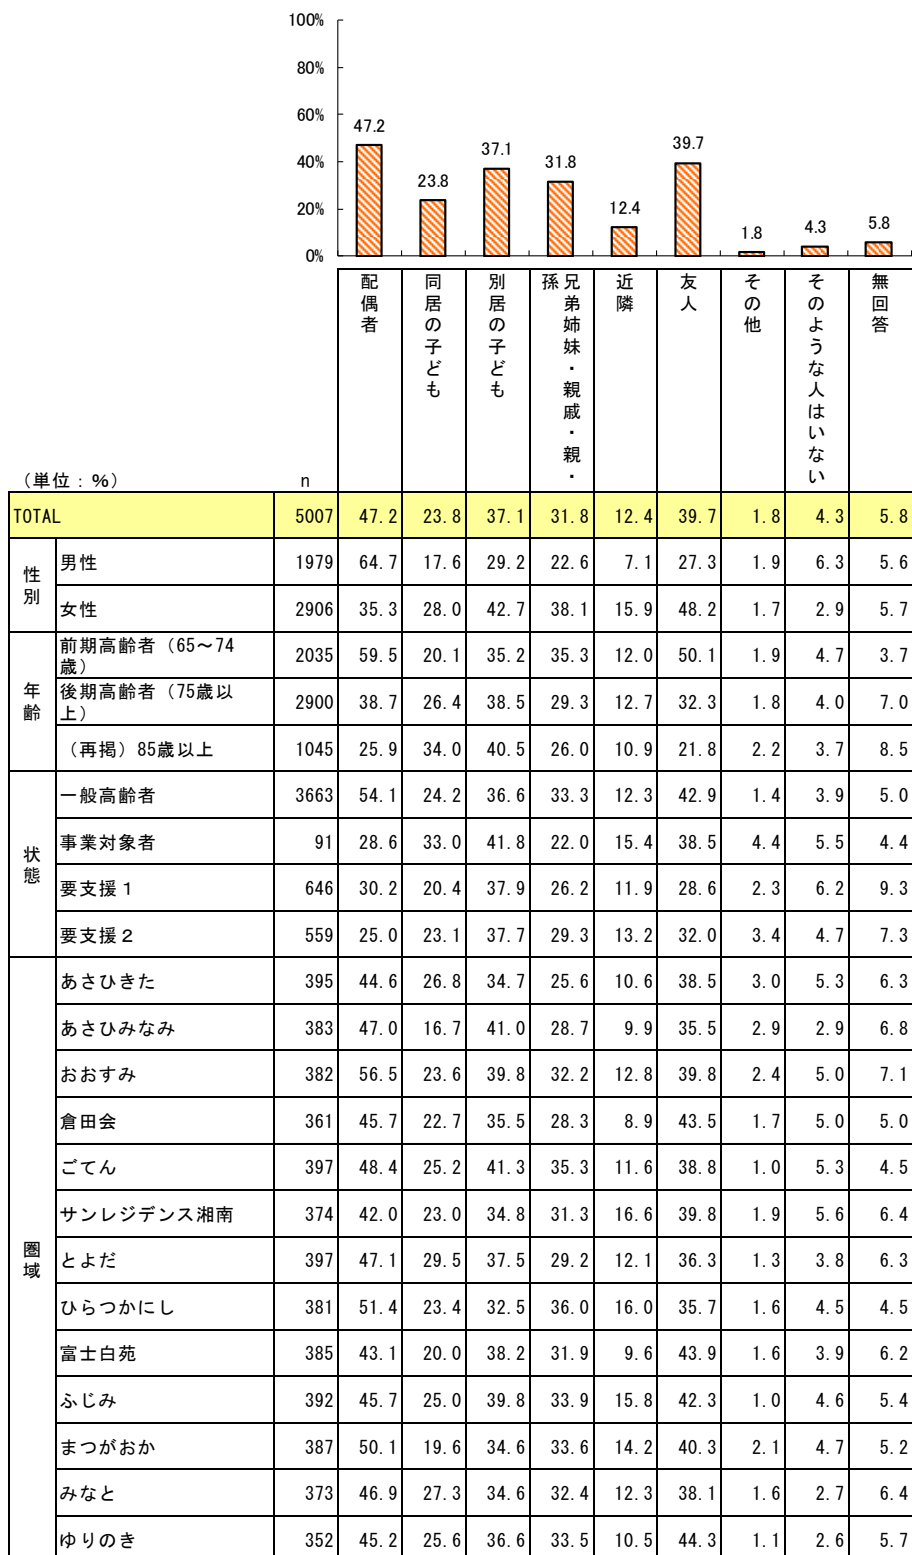 100%
80%
60%
40%
20%
0%
47.2
23.8
37.1
31.8
12.4
39.7
1.8
4.3
5.8
配偶者
同居の子ども
別居の子ども
兄弟姉妹・親戚・親・
孫
近隣
友人
その他
そのような人はいない
無回答
（単位：％） n
TOTAL 5007 47.2 23.8 37.1 31.8 12.4 39.7 1.8 4.3 5.8
性別
男性 1979 64.7 17.6 29.2 22.6 7.1 27.3 1.9 6.3 5.6
女性 2906 35.3 28.0 42.7 38.1 15.9 48.2 1.7 2.9 5.7
年齢
前期高齢者（65～74
歳） 2035 59.5 20.1 35.2 35.3 12.0 50.1 1.9 4.7 3.7
後期高齢者（75歳以
上） 2900 38.7 26.4 38.5 29.3 12.7 32.3 1.8 4.0 7.0
（再掲）85歳以上 1045 25.9 34.0 40.5 26.0 10.9 21.8 2.2 3.7 8.5
状態
一般高齢者 3663 54.1 24.2 36.6 33.3 12.3 42.9 1.4 3.9 5.0
事業対象者 91 28.6 33.0 41.8 22.0 15.4 38.5 4.4 5.5 4.4
要支援１ 646 30.2 20.4 37.9 26.2 11.9 28.6 2.3 6.2 9.3
要支援２ 559 25.0 23.1 37.7 29.3 13.2 32.0 3.4 4.7 7.3
圏域
あさひきた 395 44.6 26.8 34.7 25.6 10.6 38.5 3.0 5.3 6.3
あさひみなみ 383 47.0 16.7 41.0 28.7 9.9 35.5 2.9 2.9 6.8
おおすみ 382 56.5 23.6 39.8 32.2 12.8 39.8 2.4 5.0 7.1
倉田会 361 45.7 22.7 35.5 28.3 8.9 43.5 1.7 5.0 5.0
ごてん 397 48.4 25.2 41.3 35.3 11.6 38.8 1.0 5.3 4.5
サンレジデンス湘南 374 42.0 23.0 34.8 31.3 16.6 39.8 1.9 5.6 6.4
とよだ 397 47.1 29.5 37.5 29.2 12.1 36.3 1.3 3.8 6.3
ひらつかにし 381 51.4 23.4 32.5 36.0 16.0 35.7 1.6 4.5 4.5
富士白苑 385 43.1 20.0 38.2 31.9 9.6 43.9 1.6 3.9 6.2
ふじみ 392 45.7 25.0 39.8 33.9 15.8 42.3 1.0 4.6 5.4
まつがおか 387 50.1 19.6 34.6 33.6 14.2 40.3 2.1 4.7 5.2
みなと 373 46.9 27.3 34.6 32.4 12.3 38.1 1.6 2.7 6.4
ゆりのき 352 45.2 25.6 36.6 33.5 10.5 44.3 1.1 2.6 5.7